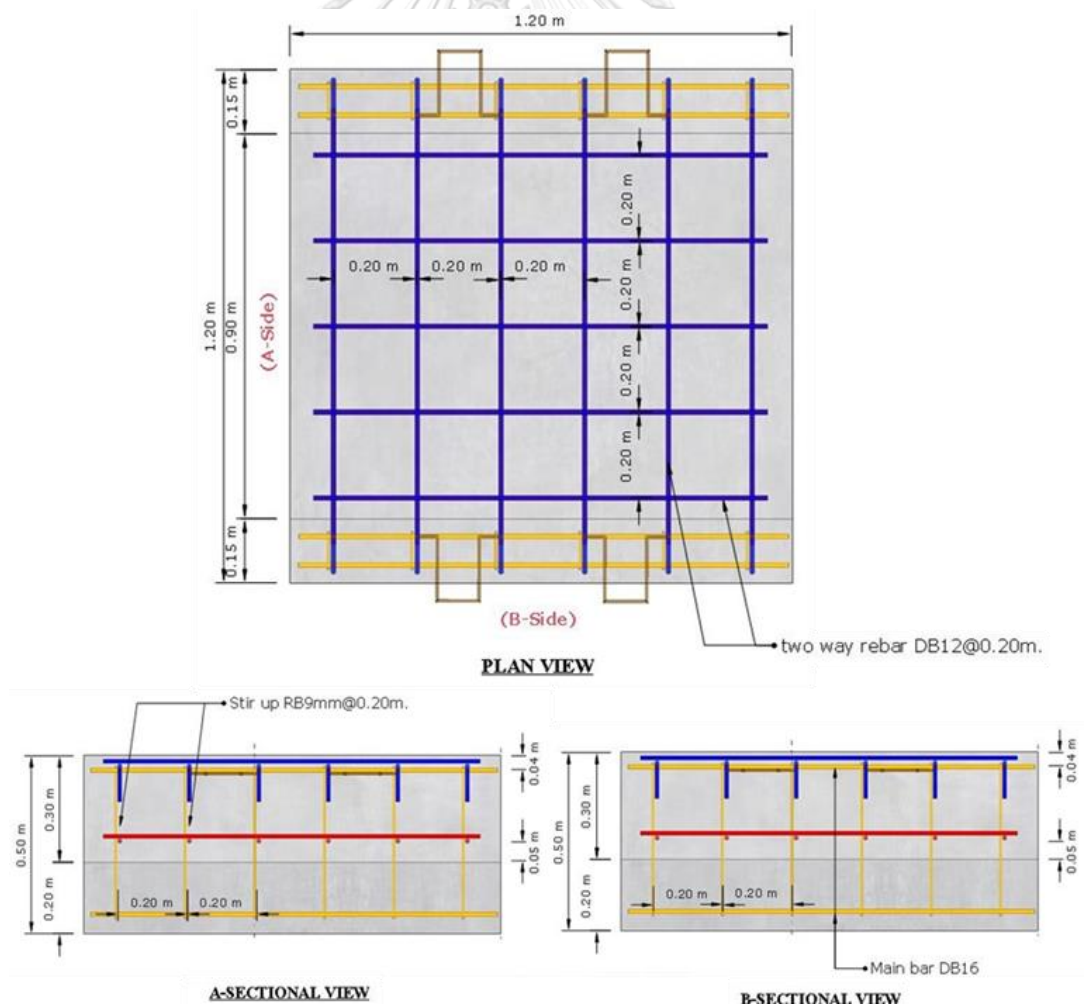 1.20 m
0.15 m
1.20 m
0.90 m
(A-Side)
0.15 m
0.20 m
0.20 m
0.20 m
0.20 m
0.20 m
0.20 m
0.20 m
(B-Side)
two way rebar DB12@0.20m.
PLAN VIEW
Stir up RB9mm@0.20m.
0.50 m
0.30 m
0.20 m
0.20 m
0.20 m
0.04 m
0.05 m
A-SECTIONAL VIEW
0.50 m
0.30 m
0.20 m
0.20 m
0.20 m
0.04 m
0.05 m
Main bar DB16
B-SECTIONAL VIEW